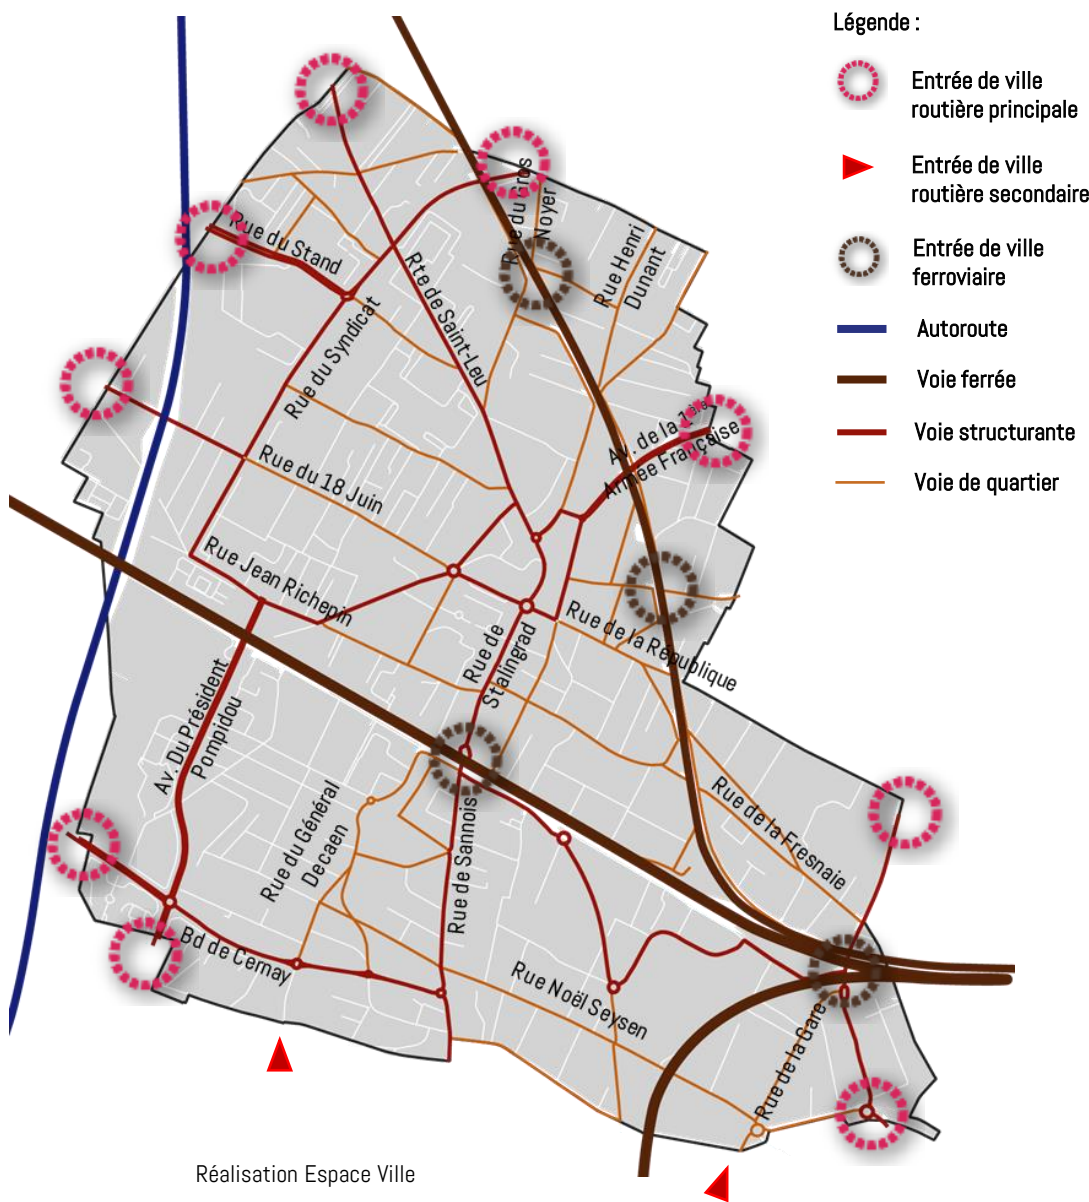 Légende :
Entrée de ville
routière principale
Entrée de ville
routière secondaire
Entrée de ville
ferroviaire
Autoroute
Voie ferrée
Voie structurante
Voie de quartier
Rue du Gros
Noyer
Rue du Stand
Rue Henri
Dunant
Rte de Saint-Leu
Rue du Syndicat
Av. de la 1ère
Armée Française
Rue du 18 Juin
Rue Jean Richepin
Rue de la République
Rue de
Stalingrad
Av. Du Président
Pompidou
Rue du Général
Decaen
Rue de Sannois
Rue de la Fresnaie
Bd de Cernay
Rue Noël Seysen
Rue de la Gare
Réalisation Espace Ville